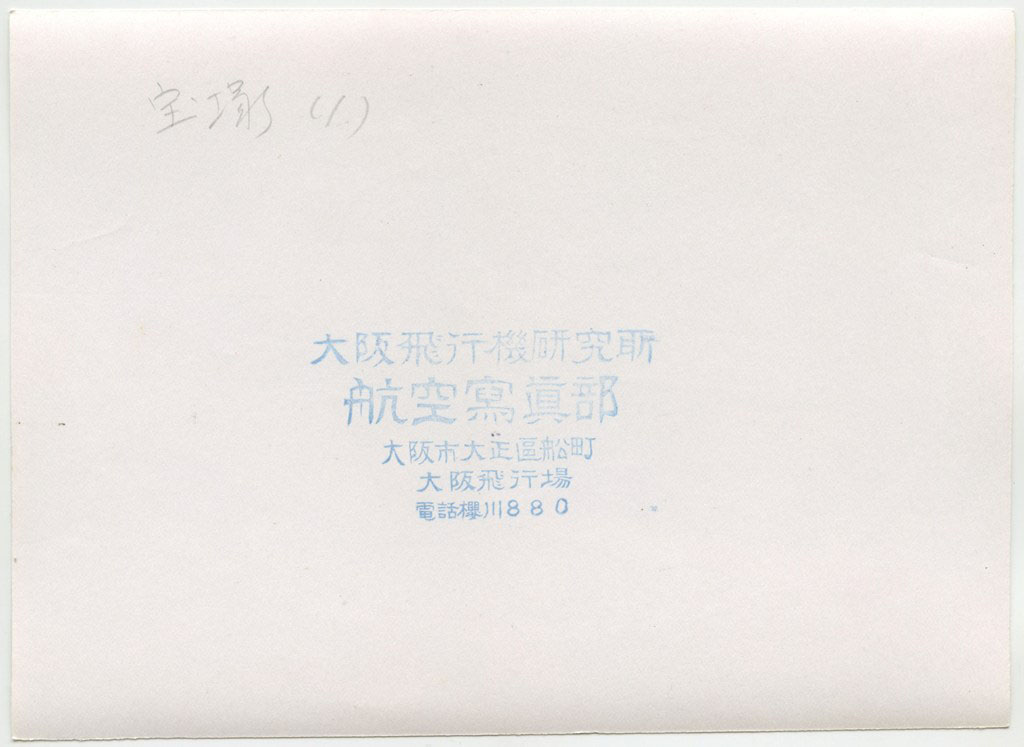 宝塚 (1.)
大阪飛行機研究所
航空寫眞部
大阪市大正區舩町
大阪飛行場
電話櫻川880